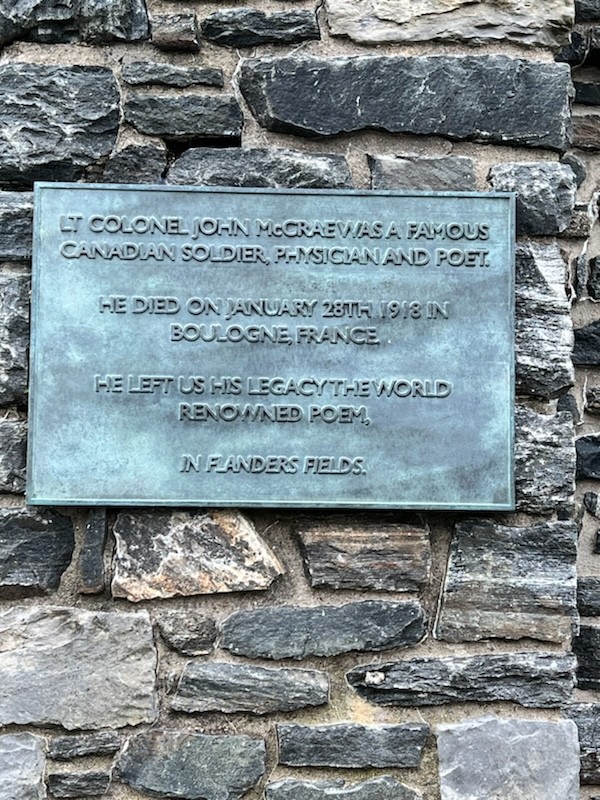 LT COLONEL JOHN McCRAE WAS A FAMOUS
CANADIAN SOLDIER, PHYSICIAN AND POET.
HE DIED ON JANUARY 28TH 1918 IN
BOULOGNE, FRANCE.
HE LEFT US HIS LEGACY THE WORLD
RENOWNED POEM,
IN FLANDERS FIELDS.